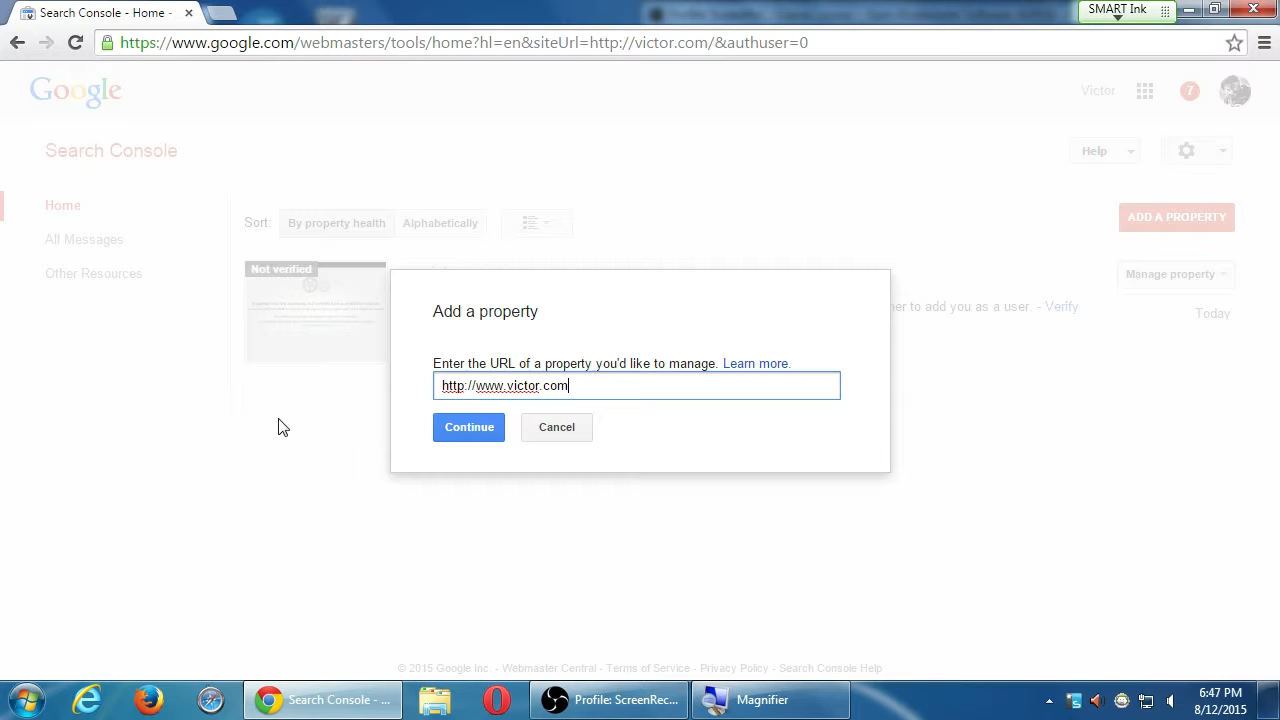 Search Console - Home -
SMART Ink
https://www.google.com/webmasters/tools/home?hl=en&siteUrl=http://victor.com/&authuser=0
Google
Victor
7
Search Console
Help
Home
All Messages
Other Resources
Sort:
By property health
Alphabetically
ADD A PROPERTY
Not verified
Manage property
ner to add you as a user. - Verify
Today
Add a property
Enter the URL of a property you'd like to manage. Learn more.
http://www.victor.com
Continue
Cancel
© 2015 Google Inc. - Webmaster Central - Terms of Service - Privacy Policy - Search Console Help
Search Console - ...
Profile: ScreenRec...
Magnifier
6:47 PM
8/12/2015